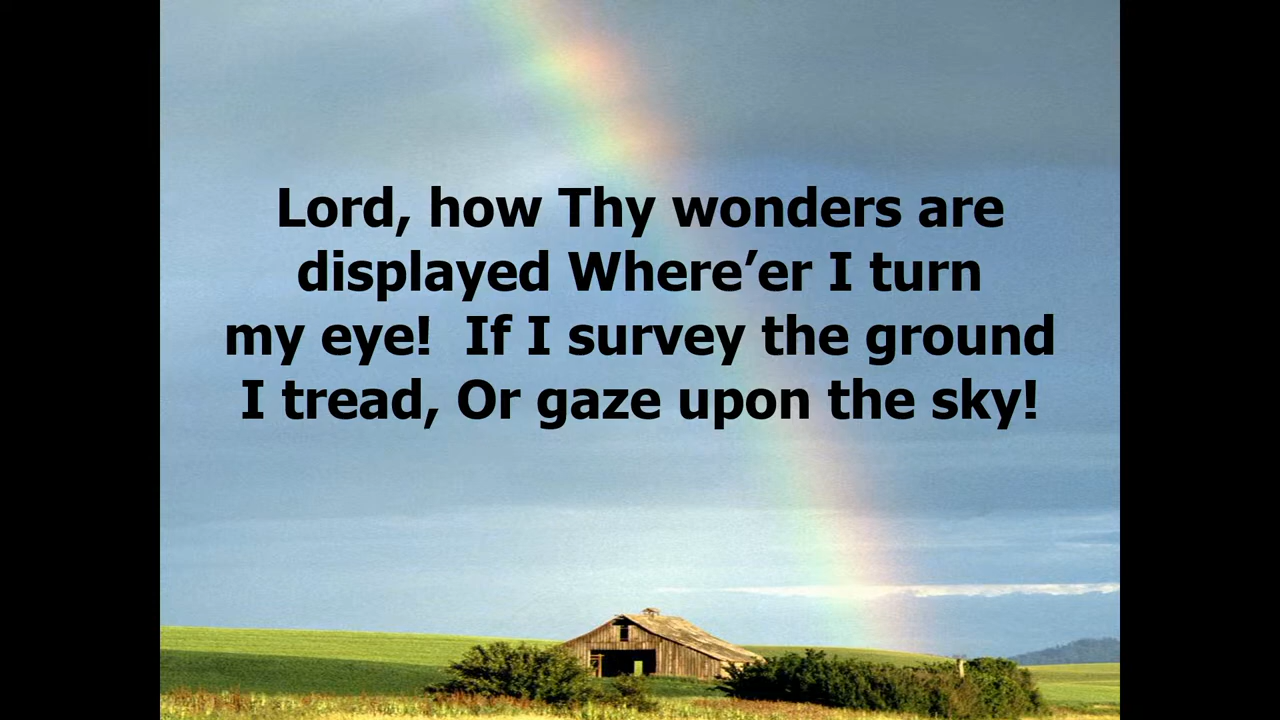 Lord, how Thy wonders are
displayed Where’er I turn
my eye!  If I survey the ground
I tread, Or gaze upon the sky!